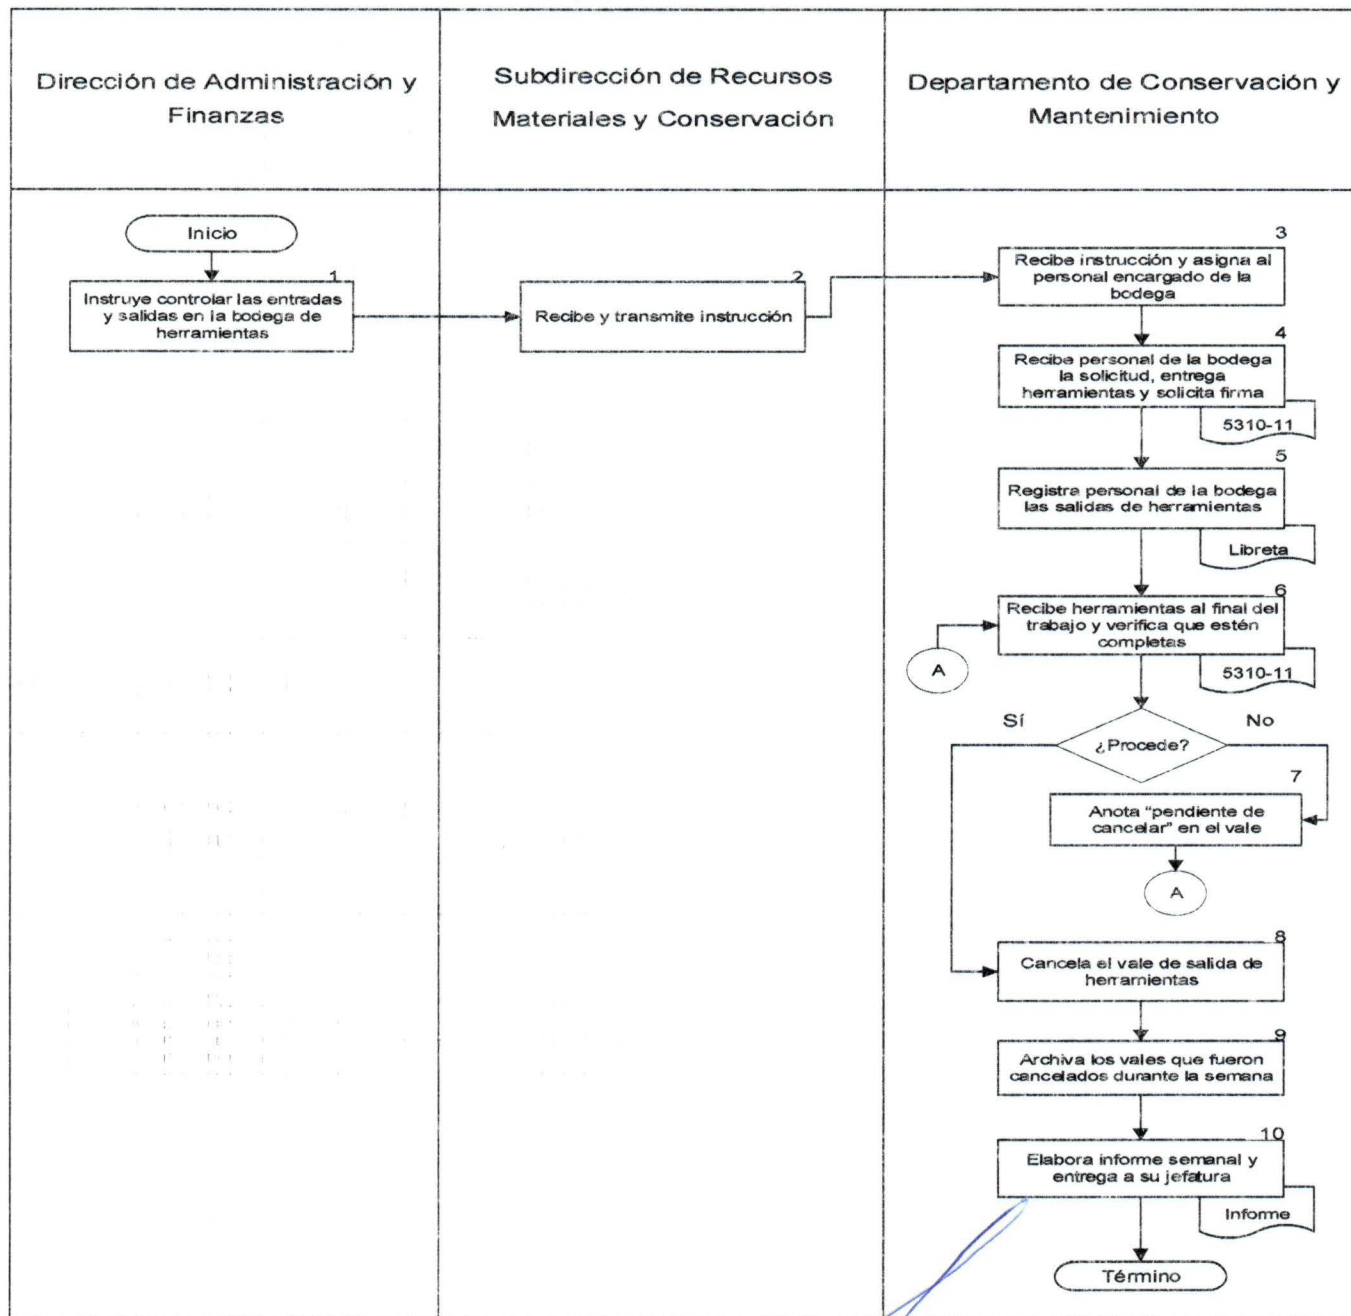 Dirección de Administración y
Finanzas
Subdirección de Recursos
Materiales y Conservación
Departamento de Conservación y
Mantenimiento
Inicio
1
Instruye controlar las entradas
y salidas en la bodega de
herramientas
2
Recibe y transmite instrucción
3
Recibe instrucción y asigna al
personal encargado de la
bodega
4
Recibe personal de la bodega
la solicitud, entrega
herramientas y solicita firma
5310-11
5
Registra personal de la bodega
las salidas de herramientas
Libreta
6
Recibe herramientas al final del
trabajo y verifica que estén
completas
A
5310-11
Sí
No
¿Procede?
7
Anota "pendiente de
cancelar" en el vale
A
8
Cancela el vale de salida de
herramientas
9
Archiva los vales que fueron
cancelados durante la semana
10
Elabora informe semanal y
entrega a su jefatura
Informe
Término